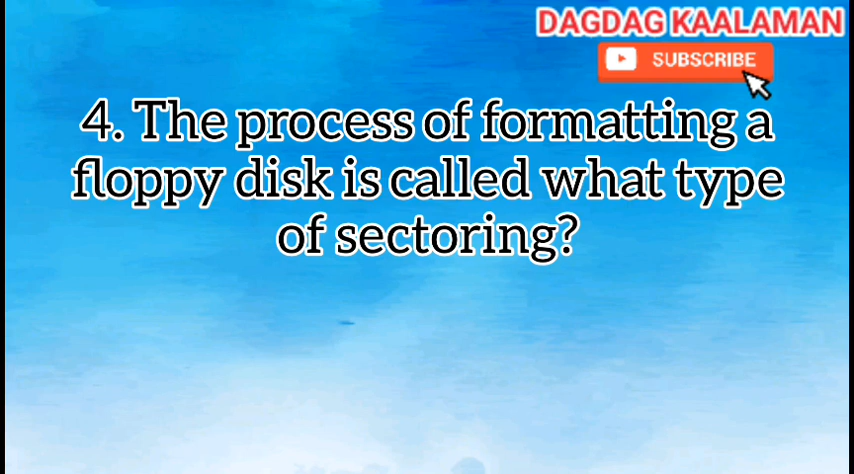 DAGDAG KAALAMAN
SUBSCRIBE
4. The process of formatting a
floppy disk is called what type
of sectoring?